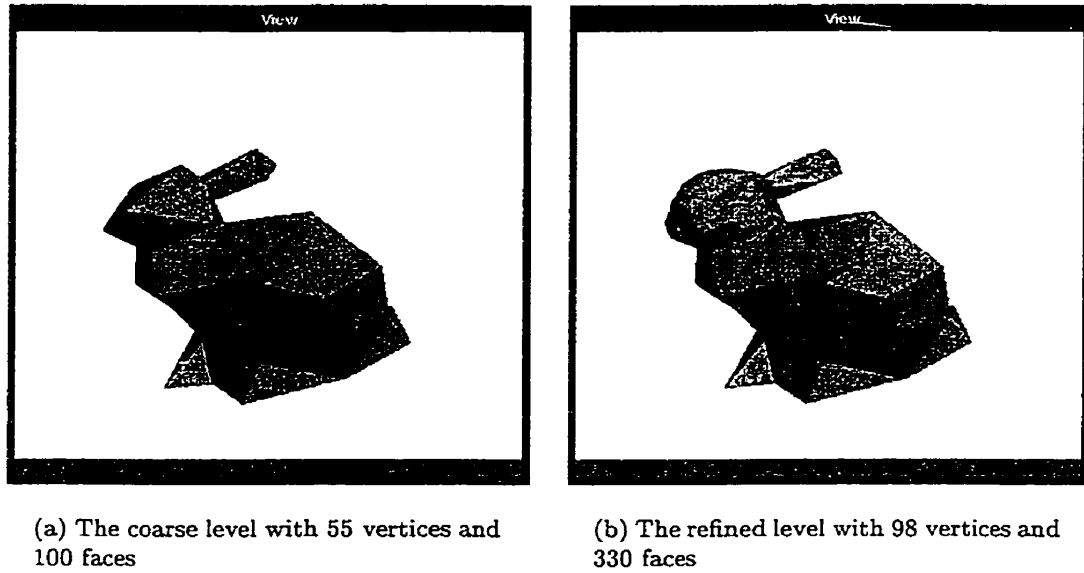 View
View
(a) The coarse level with 55 vertices and
100 faces
(b) The refined level with 98 vertices and
330 faces